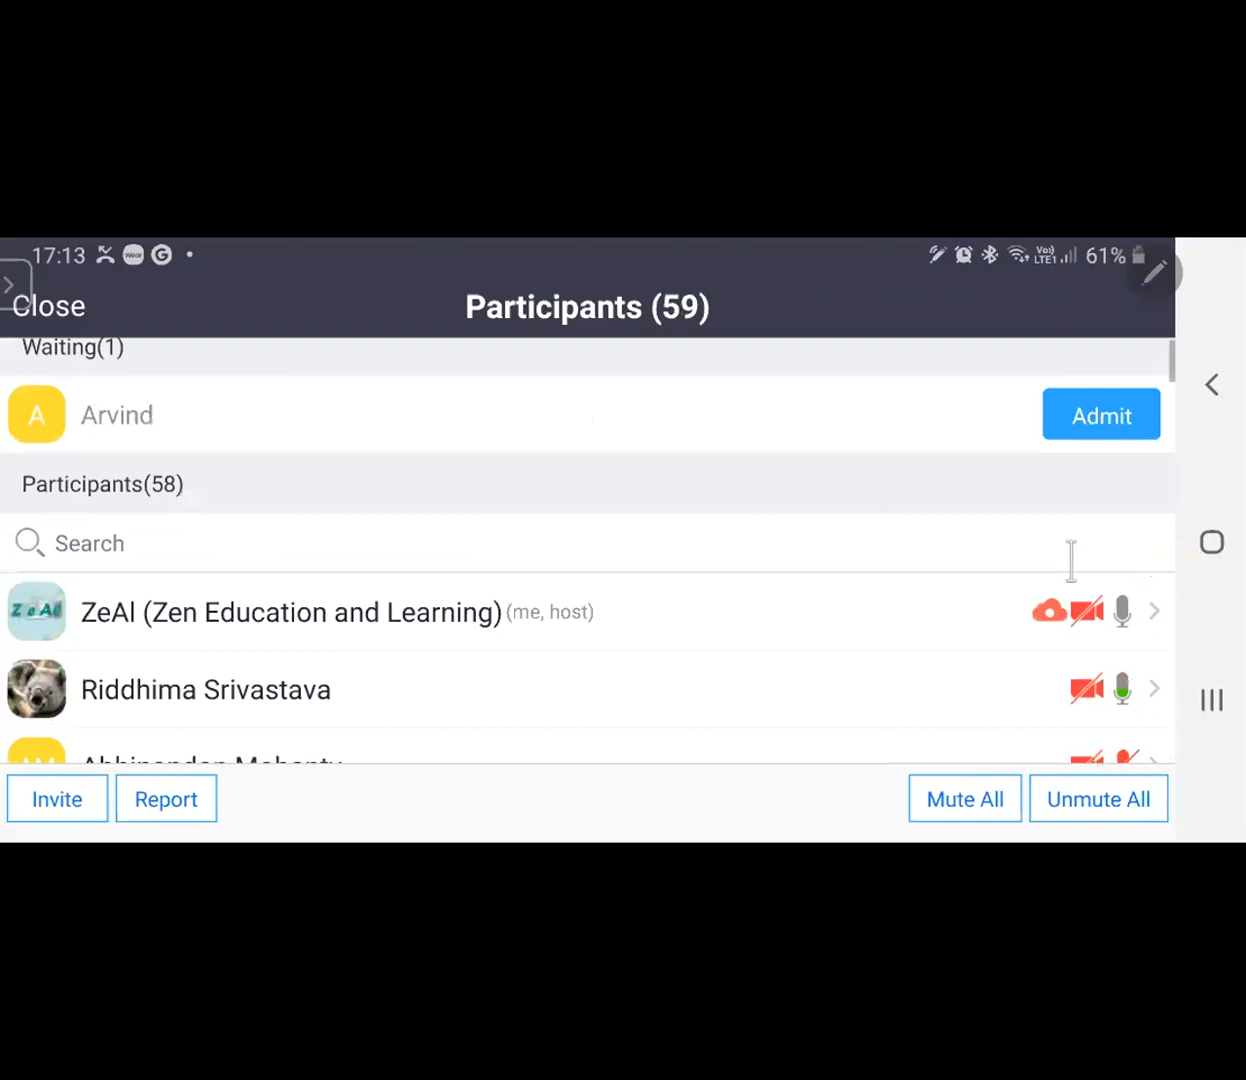 17:13
61%
Close
Participants (59)
Waiting(1)
A
Arvind
Admit
Participants(58)
Search
ZeAl (Zen Education and Learning) (me, host)
Riddhima Srivastava
Invite
Report
Mute All
Unmute All